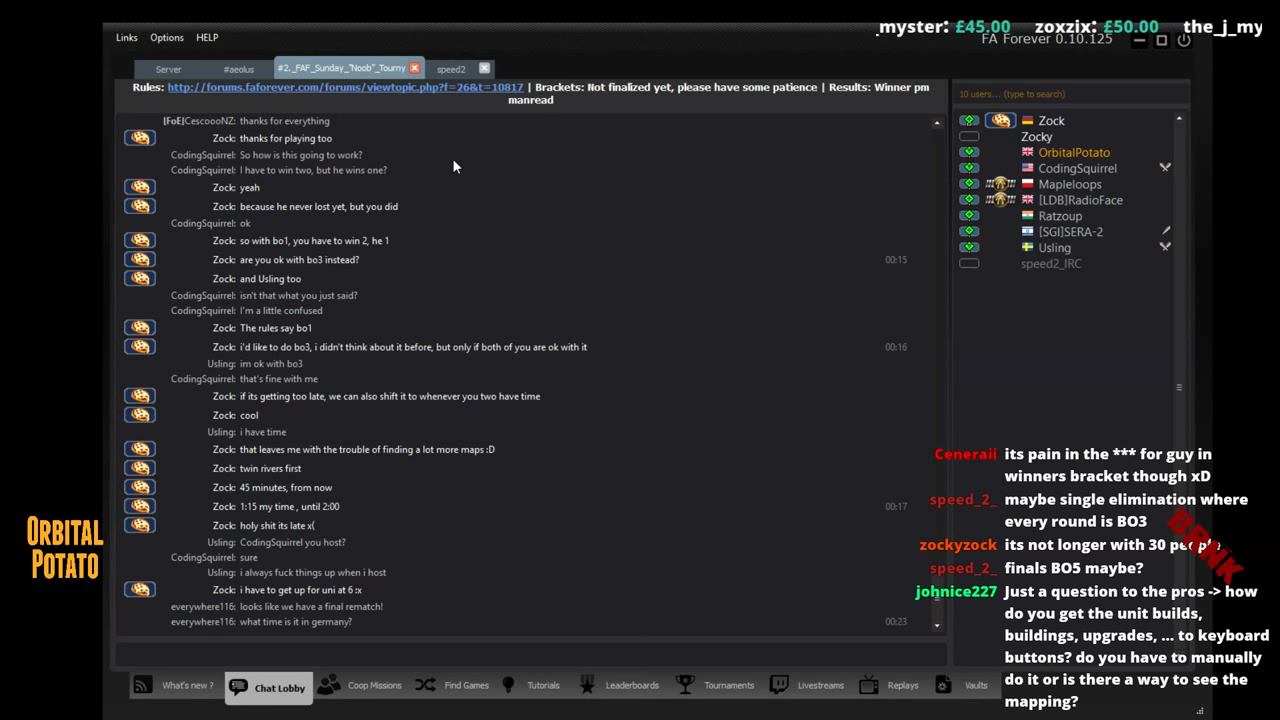 _myster: £45.00 zoxzix: £50.00 the_j_my
Links Options HELP
FA Forever 0.10.125
Server #aeolus #2._FAF_Sunday_"Noob"_Tourny speed2
Rules: http://forums.faforever.com/forums/viewtopic.php?f=26&t=10817 | Brackets: Not finalized yet, please have some patience | Results: Winner pm
manread
[FoE]CescoooNZ: thanks for everything
Zock: thanks for playing too
CodingSquirrel: So how is this going to work?
CodingSquirrel: I have to win two, but he wins one?
Zock: yeah
Zock: because he never lost yet, but you did
CodingSquirrel: ok
Zock: so with bo1, you have to win 2, he 1
Zock: are you ok with bo3 instead? 00:15
Zock: and Usling too
CodingSquirrel: isn't that what you just said?
CodingSquirrel: I'm a little confused
Zock: The rules say bo1
Zock: i'd like to do bo3, i didn't think about it before, but only if both of you are ok with it 00:16
Usling: im ok with bo3
CodingSquirrel: that's fine with me
Zock: if its getting too late, we can also shift it to whenever you two have time
Zock: cool
Usling: i have time
Zock: that leaves me with the trouble of finding a lot more maps :D
Zock: twin rivers first
Zock: 45 minutes, from now
Zock: 1:15 my time , until 2:00 00:17
Zock: holy shit its late x(
Usling: CodingSquirrel you host?
CodingSquirrel: sure
Usling: i always fuck things up when i host
Zock: i have to get up for uni at 6 :x
everywhere116: looks like we have a final rematch!
everywhere116: what time is it in germany? 00:23
10 users... (type to search)
Zock
Zocky
OrbitalPotato
CodingSquirrel
Mapleloops
[LDB]RadioFace
Ratzoup
[SGI]SERA-2
Usling
speed2_IRC
Ceneraii its pain in the *** for guy in
winners bracket though xD
speed_2_ maybe single elimination where
every round is BO3
zockyzock its not longer with 30 people
speed_2_ finals BO5 maybe?
johnice227 Just a question to the pros -> how
do you get the unit builds,
buildings, upgrades, ... to keyboard
buttons? do you have to manually
do it or is there a way to see the
mapping?
BRNK
ORBITAL
POTATO
What's new ? Chat Lobby Coop Missions Find Games Tutorials Leaderboards Tournaments Livestreams Replays Vaults